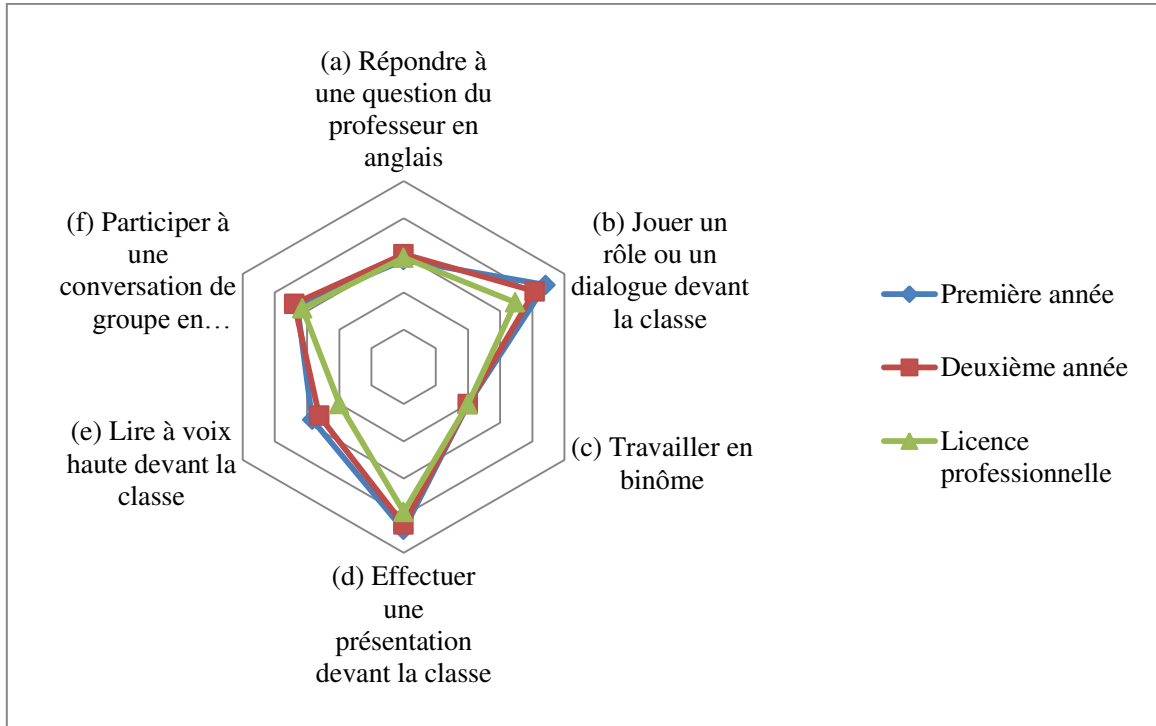 (a) Répondre à
une question du
professeur en
anglais
(b) Jouer un
rôle ou un
dialogue devant
la classe
(c) Travailler en
binôme
(d) Effectuer
une
présentation
devant la classe
(e) Lire à voix
haute devant la
classe
(f) Participer à
une
conversation de
groupe en…
Première année
Deuxième année
Licence
professionnelle